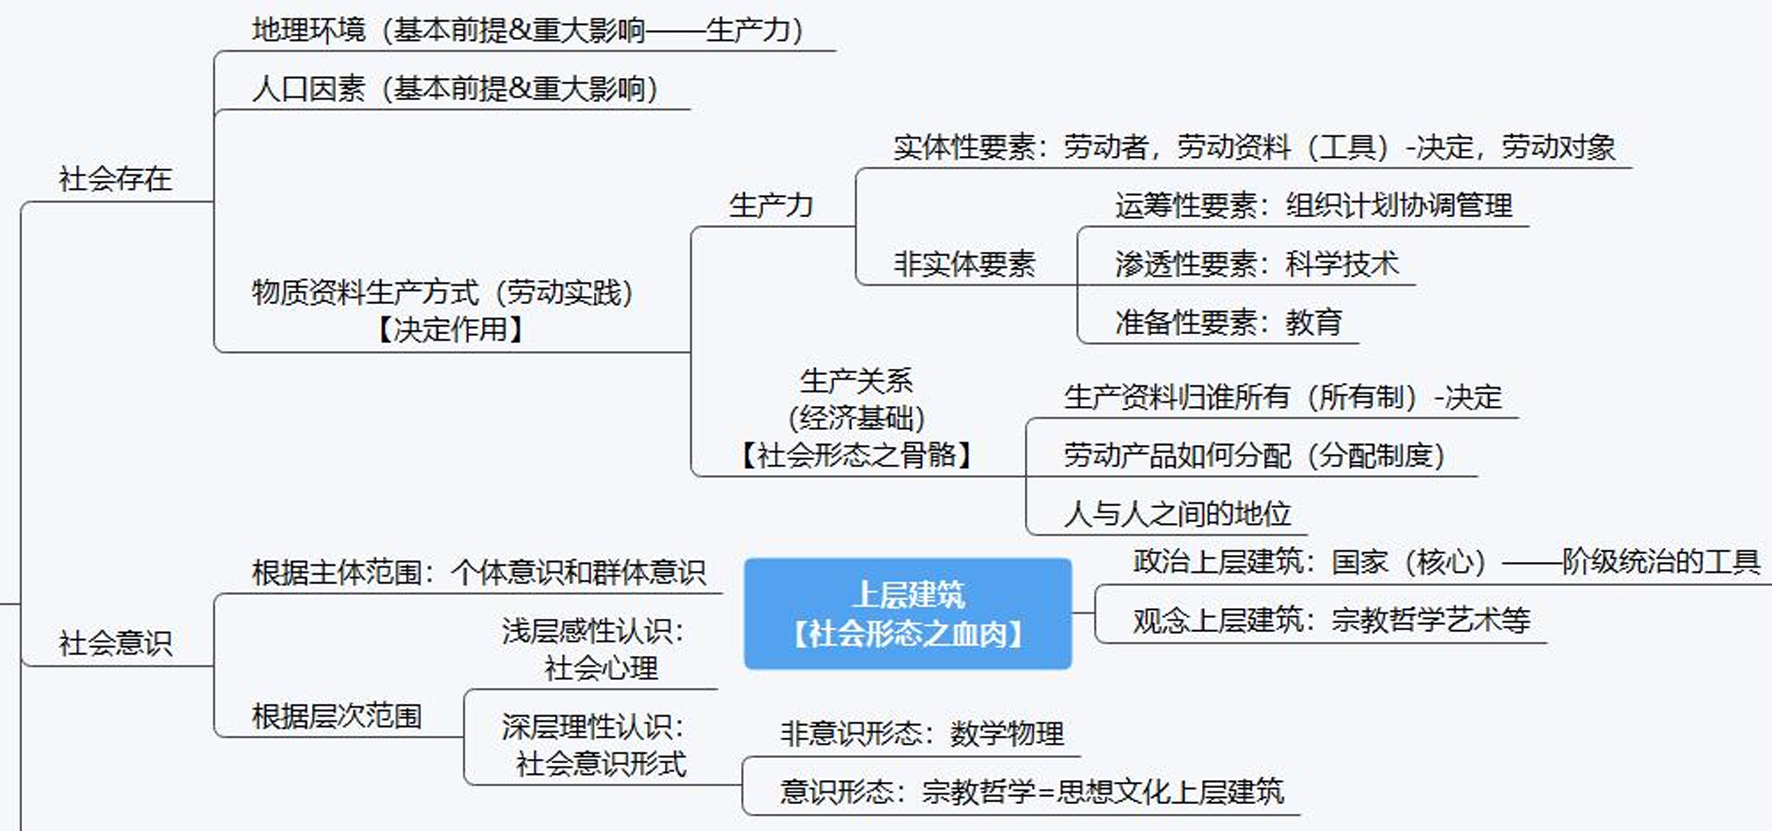 地理环境（基本前提&重大影响——生产力）
人口因素（基本前提&重大影响）
社会存在
物质资料生产方式（劳动实践）
【决定作用】
生产力
实体性要素：劳动者，劳动资料（工具）-决定，劳动对象
非实体要素
运筹性要素：组织计划协调管理
渗透性要素：科学技术
准备性要素：教育
生产关系
（经济基础）
【社会形态之骨骼】
生产资料归谁所有（所有制）-决定
劳动产品如何分配（分配制度）
人与人之间的地位
社会意识
根据主体范围：个体意识和群体意识
根据层次范围
浅层感性认识：
社会心理
深层理性认识：
社会意识形式
非意识形态：数学物理
意识形态：宗教哲学=思想文化上层建筑
上层建筑
【社会形态之血肉】
政治上层建筑：国家（核心）——阶级统治的工具
观念上层建筑：宗教哲学艺术等